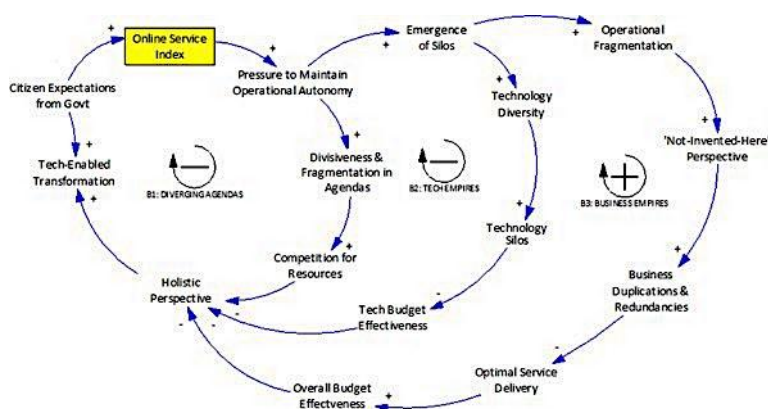 Online Service
Index
Emergence
of Silos
Operational
Fragmentation
Citizen Expectations
from Govt
Pressure to Maintain
Operational Autonomy
Technology
Diversity
'Not-Invented-Here'
Perspective
Tech-Enabled
Transformation
Divisiveness &
Fragmentation in
Agendas
B1: DIVERGING AGENDAS
B2: TECH EMPIRES
B3: BUSINESS EMPIRES
Technology
Silos
Competition for
Resources
Holistic
Perspective
Tech Budget
Effectiveness
Business
Duplications &
Redundancies
Optimal Service
Delivery
Overall Budget
Effectveness